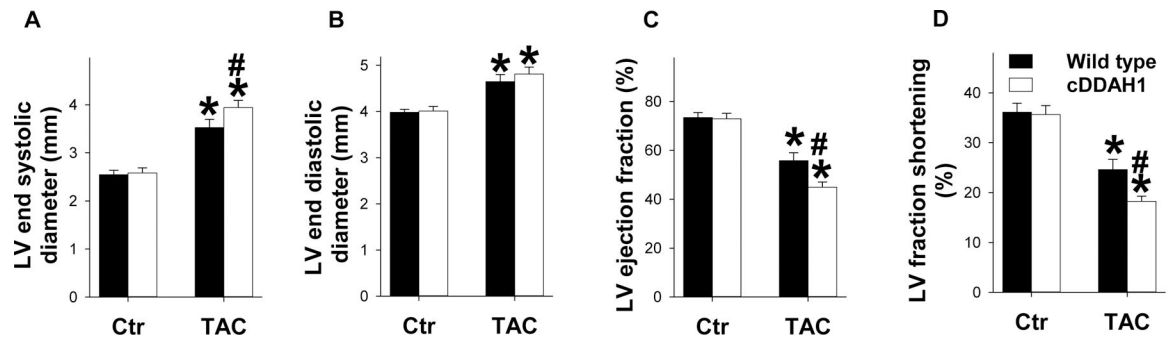 A
LV end systolic
diameter (mm)
4
3
2
1
0
#
* *
Ctr TAC
B
LV end diastolic
diameter (mm)
5
4
3
2
1
0
* *
Ctr TAC
C
LV ejection fraction (%)
80
60
40
20
0
* #
*
Ctr TAC
D
LV fraction shortening
(%)
40
30
20
10
0
Wild type
cDDAH1
* #
*
Ctr TAC